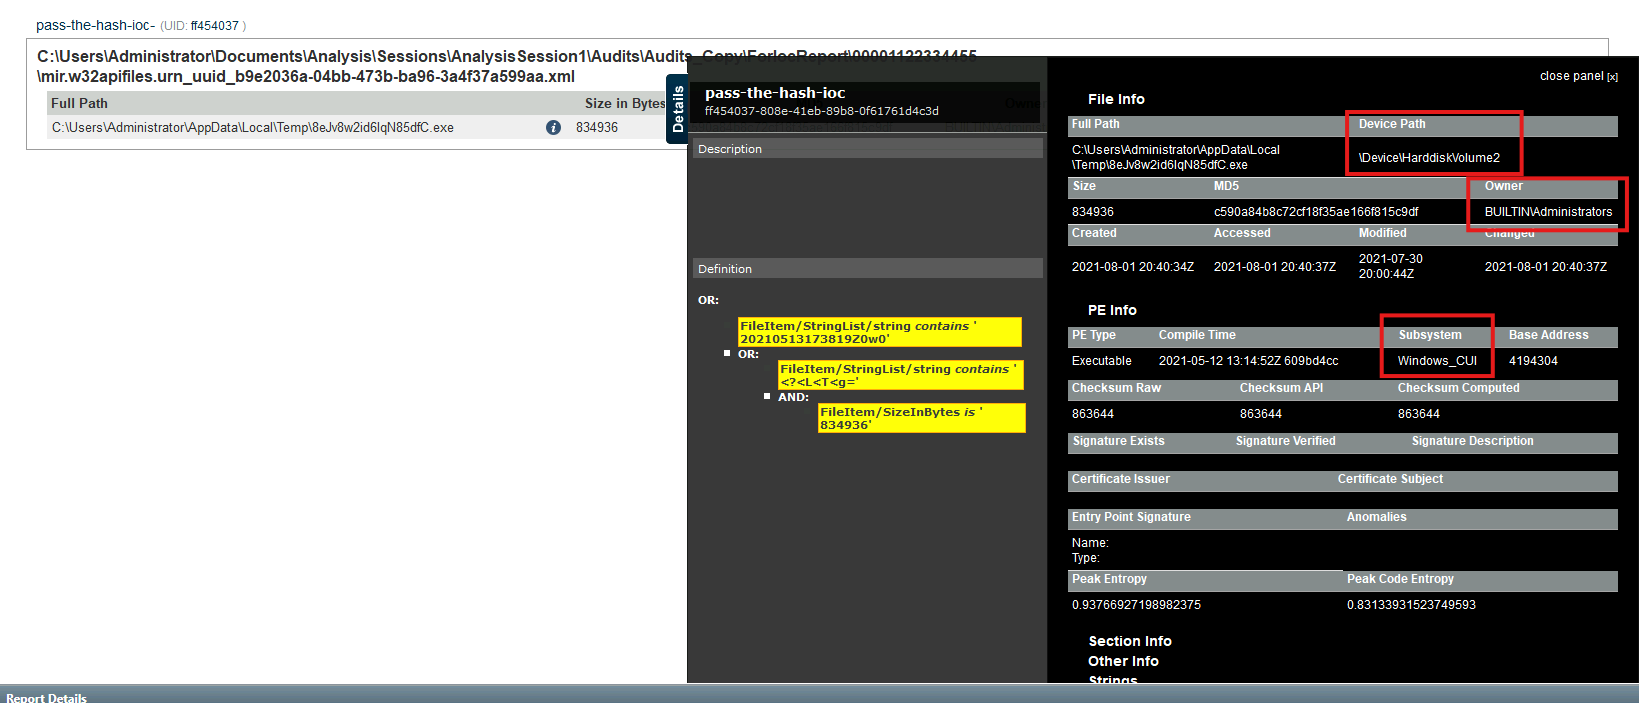 pass-the-hash-ioc- (UID: ff454037 )
C:\Users\Administrator\Documents\Analysis\Sessions\AnalysisSession1\Audits\Audits_Copy\ForIocReport\00001122334455
\mir.w32apifiles.urn_uuid_b9e2036a-04bb-473b-ba96-3a4f37a599aa.xml
Full Path Size in Bytes
C:\Users\Administrator\AppData\Local\Temp\8eJv8w2id6lqN85dfC.exe 834936
Details
pass-the-hash-ioc
ff454037-808e-41eb-89b8-0f61761d4c3d
Description
Definition
OR:
FileItem/StringList/string contains '
20210513173819Z0w0'
OR:
FileItem/StringList/string contains '
<?<L<T<g='
AND:
FileItem/SizeInBytes is '
834936'
close panel [x]
File Info
Full Path Device Path
C:\Users\Administrator\AppData\Local
\Temp\8eJv8w2id6lqN85dfC.exe
\Device\HarddiskVolume2
Size MD5 Owner
834936 c590a84b8c72cf18f35ae166f815c9df BUILTIN\Administrators
Created Accessed Modified Changed
2021-08-01 20:40:34Z 2021-08-01 20:40:37Z 2021-07-30
20:00:44Z 2021-08-01 20:40:37Z
PE Info
PE Type Compile Time Subsystem Base Address
Executable 2021-05-12 13:14:52Z 609bd4cc Windows_CUI 4194304
Checksum Raw Checksum API Checksum Computed
863644 863644 863644
Signature Exists Signature Verified Signature Description
Certificate Issuer Certificate Subject
Entry Point Signature Anomalies
Name:
Type:
Peak Entropy Peak Code Entropy
0.93766927198982375 0.83133931523749593
Section Info
Other Info
Strings
Report Details